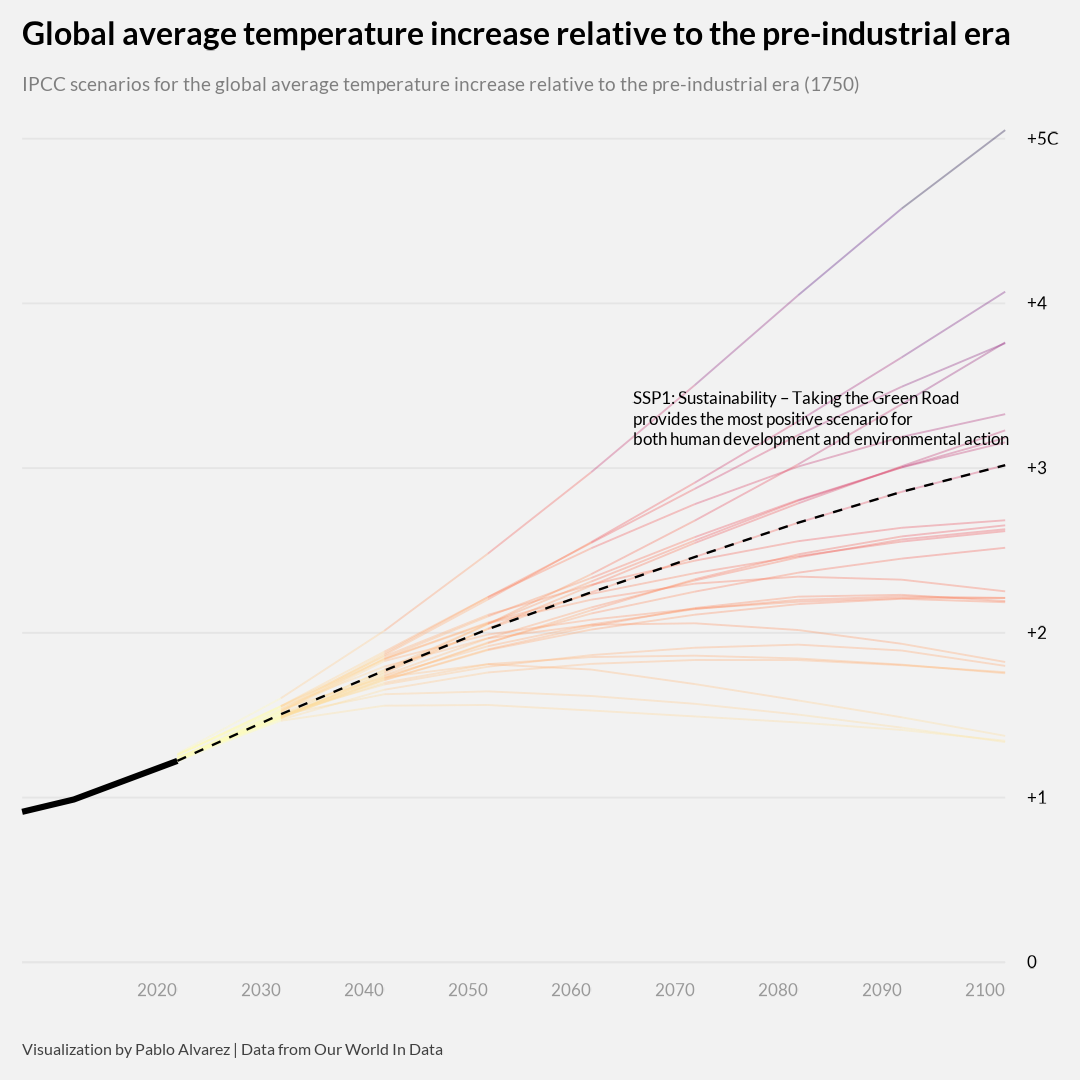 Global average temperature increase relative to the pre-industrial era
IPCC scenarios for the global average temperature increase relative to the pre-industrial era (1750)
+5C
+4
SSP1: Sustainability – Taking the Green Road
provides the most positive scenario for
both human development and environmental action
+3
+2
+1
0
2020 2030 2040 2050 2060 2070 2080 2090 2100
Visualization by Pablo Alvarez | Data from Our World In Data